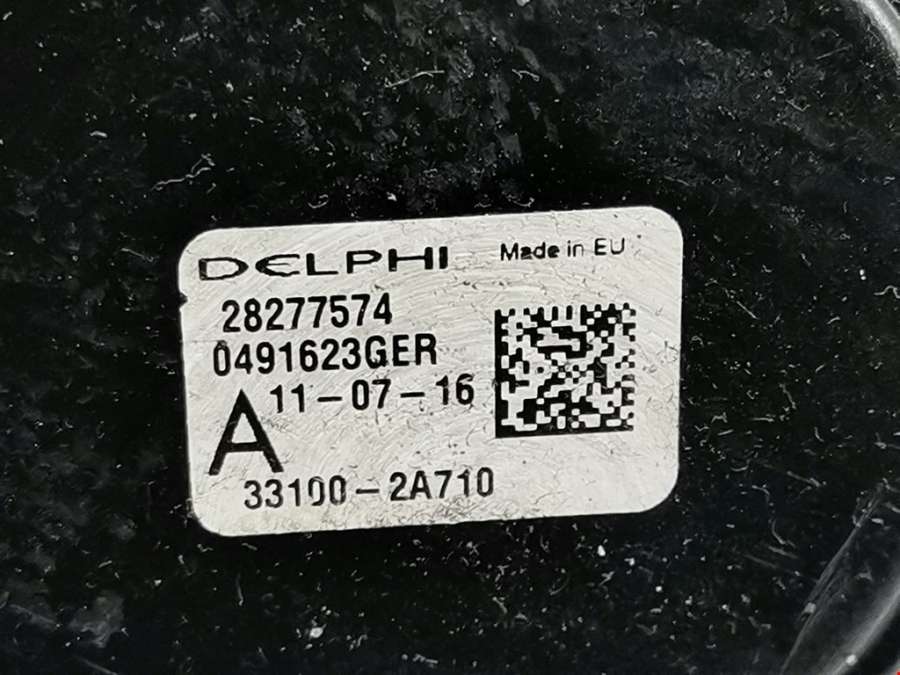 DELPHI Made in EU
28277574
0491623GER
11-07-16
A
33100-2A710